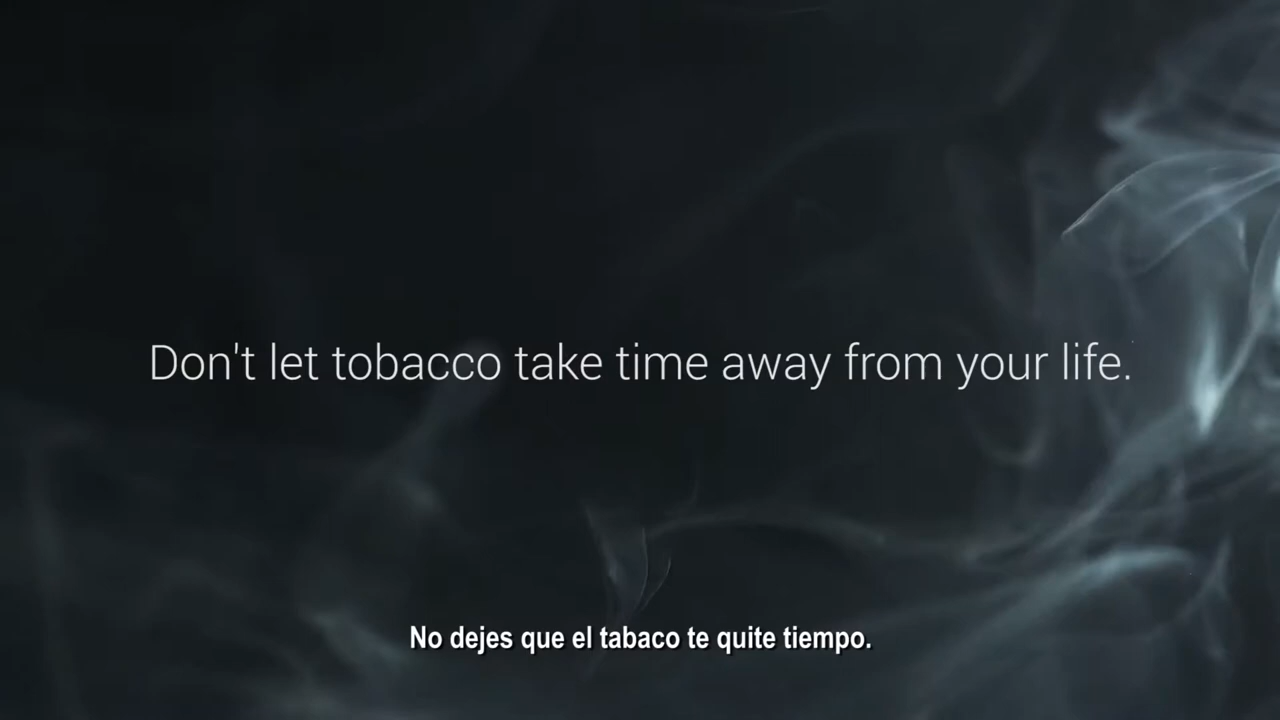 Don't let tobacco take time away from your life.
No dejes que el tabaco te quite tiempo.